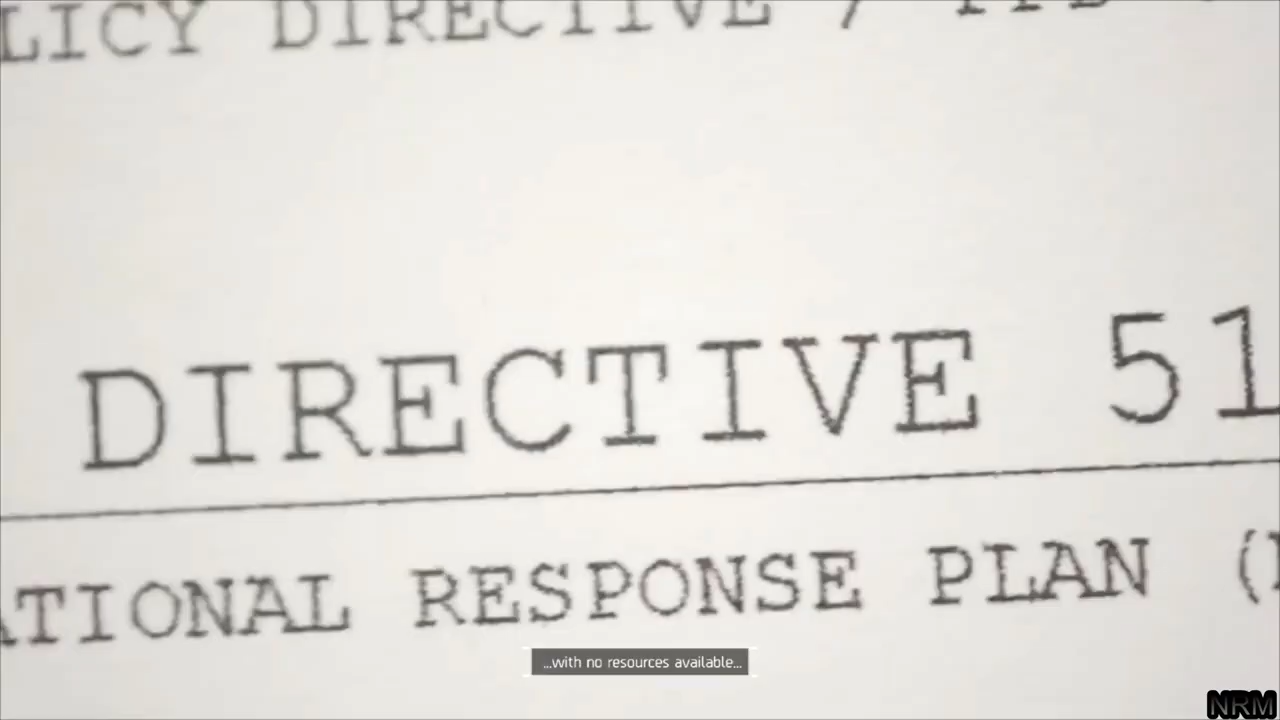 LICY DIRECTIVE /
DIRECTIVE 51
ATIONAL RESPONSE PLAN (
...with no resources available...
NRM